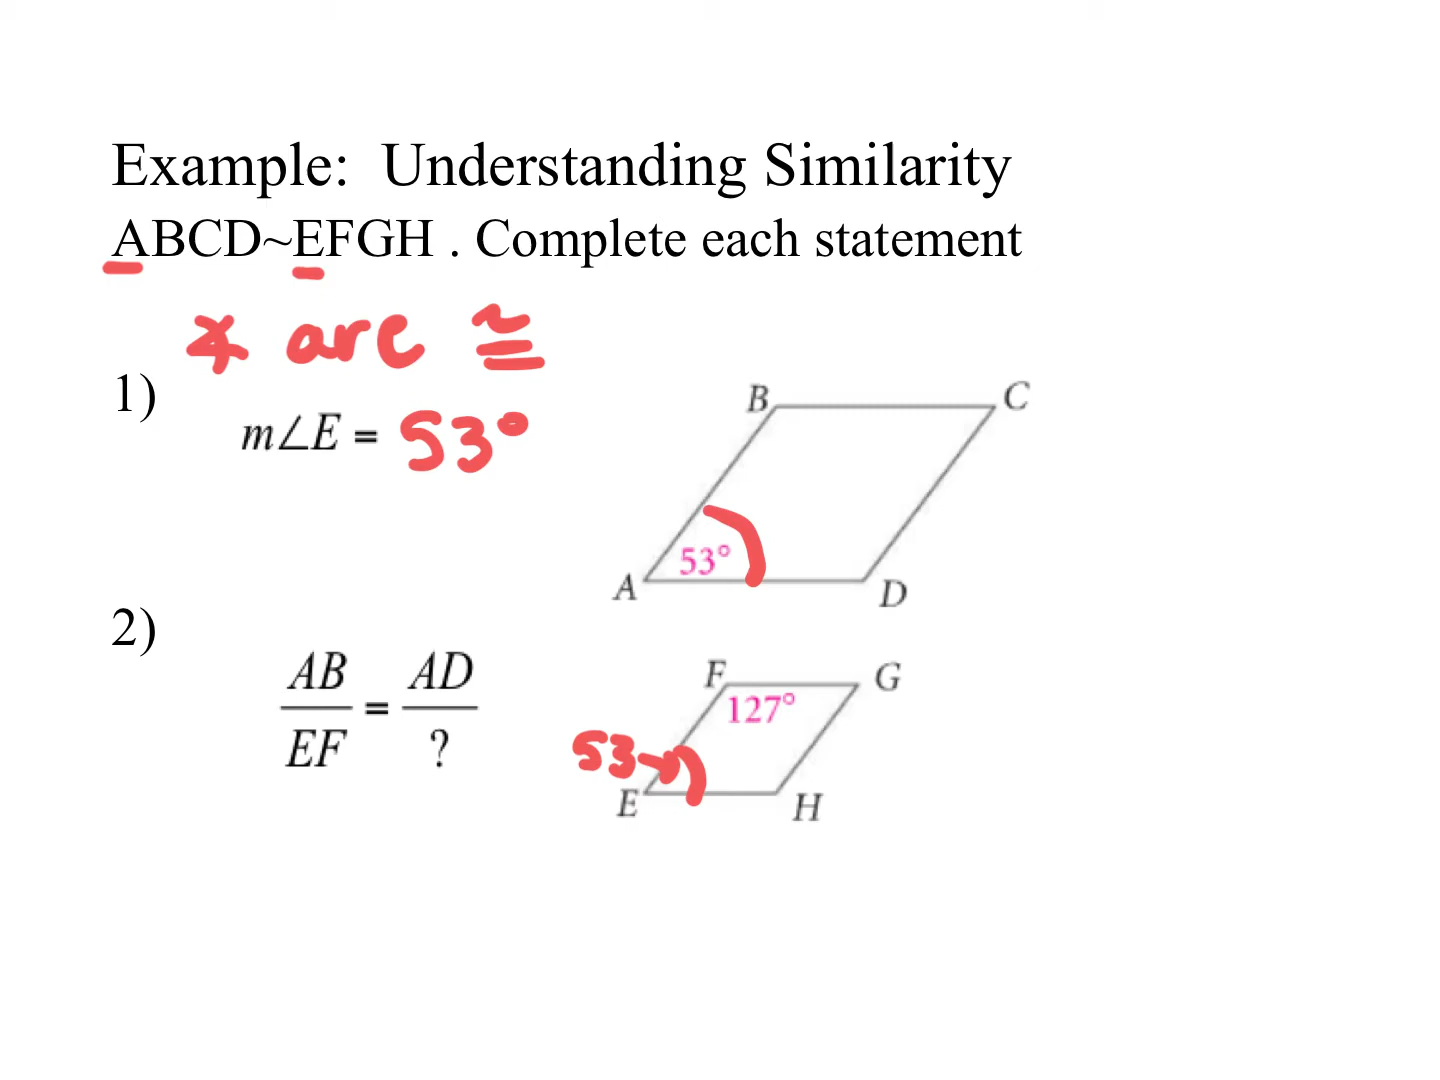 Example: Understanding Similarity
ABCD~EFGH . Complete each statement
∡ are ≅
1)
m∠E = 53°
B
C
53°
A
D
2)
AB/EF = AD/?
F
G
127°
53
E
H